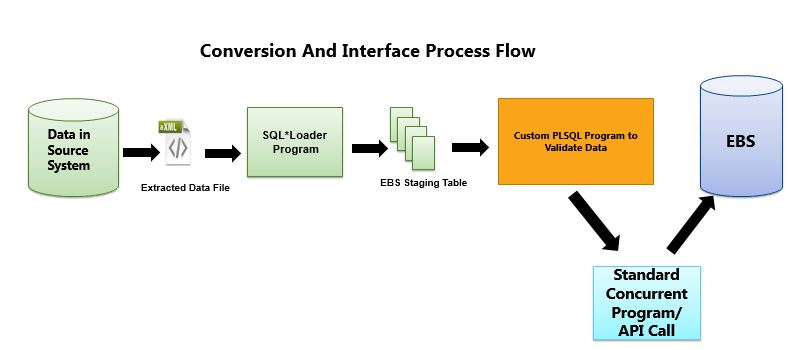 Conversion And Interface Process Flow
Data in
Source
System
aXML
</>
Extracted Data File
SQL*Loader
Program
EBS Staging Table
Custom PLSQL Program to
Validate Data
EBS
Standard
Concurrent
Program/
API Call